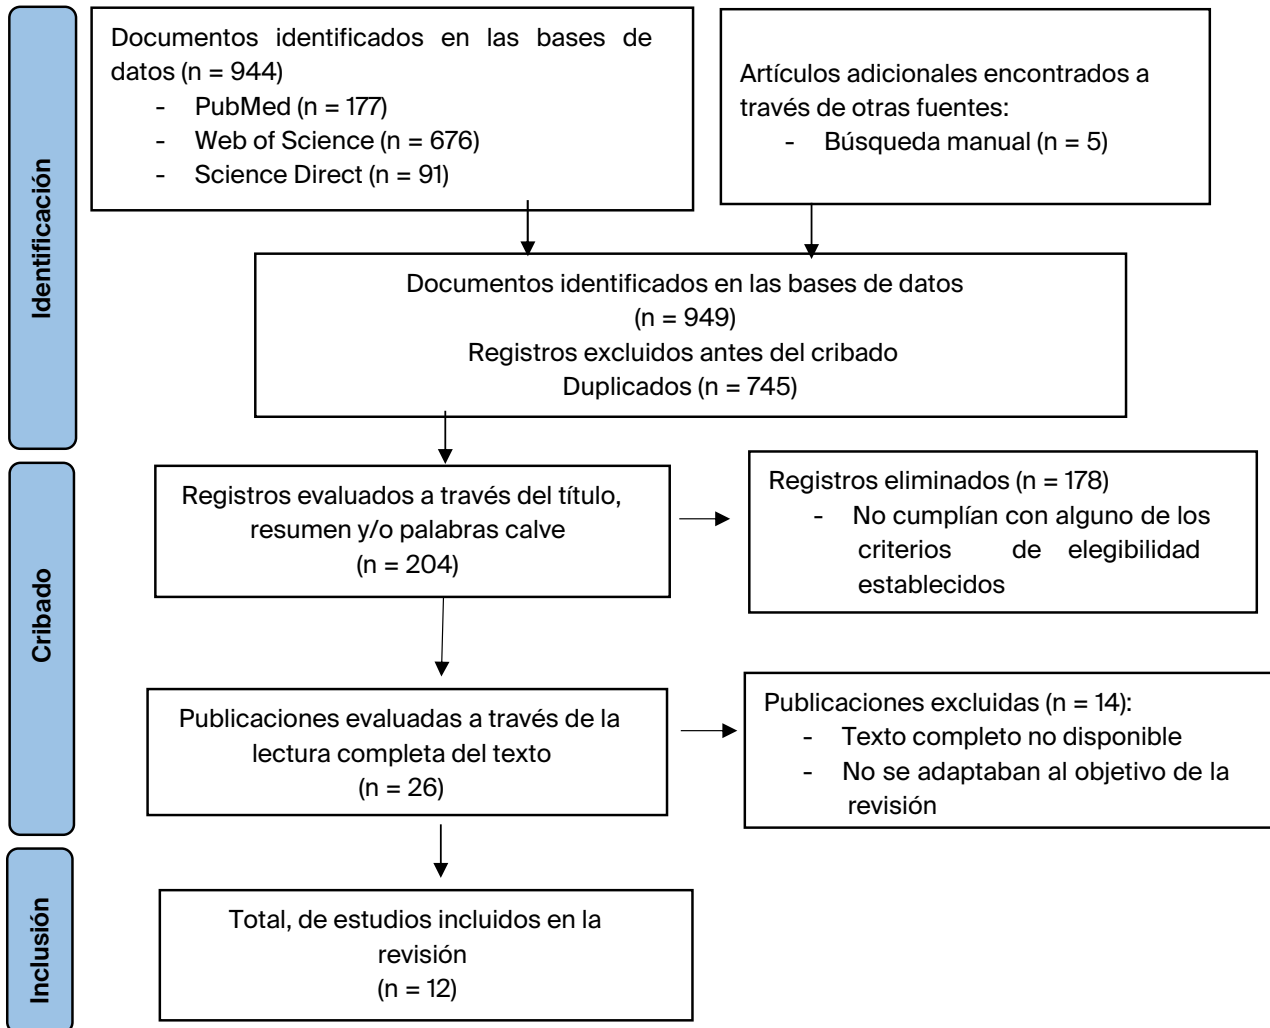 Identificación
Documentos identificados en las bases de
datos (n = 944)
- PubMed (n = 177)
- Web of Science (n = 676)
- Science Direct (n = 91)
Artículos adicionales encontrados a
través de otras fuentes:
- Búsqueda manual (n = 5)
Documentos identificados en las bases de datos
(n = 949)
Registros excluidos antes del cribado
Duplicados (n = 745)
Cribado
Registros evaluados a través del título,
resumen y/o palabras calve
(n = 204)
Registros eliminados (n = 178)
- No cumplían con alguno de los
criterios de elegibilidad
establecidos
Publicaciones evaluadas a través de la
lectura completa del texto
(n = 26)
Publicaciones excluidas (n = 14):
- Texto completo no disponible
- No se adaptaban al objetivo de la
revisión
Inclusión
Total, de estudios incluidos en la
revisión
(n = 12)